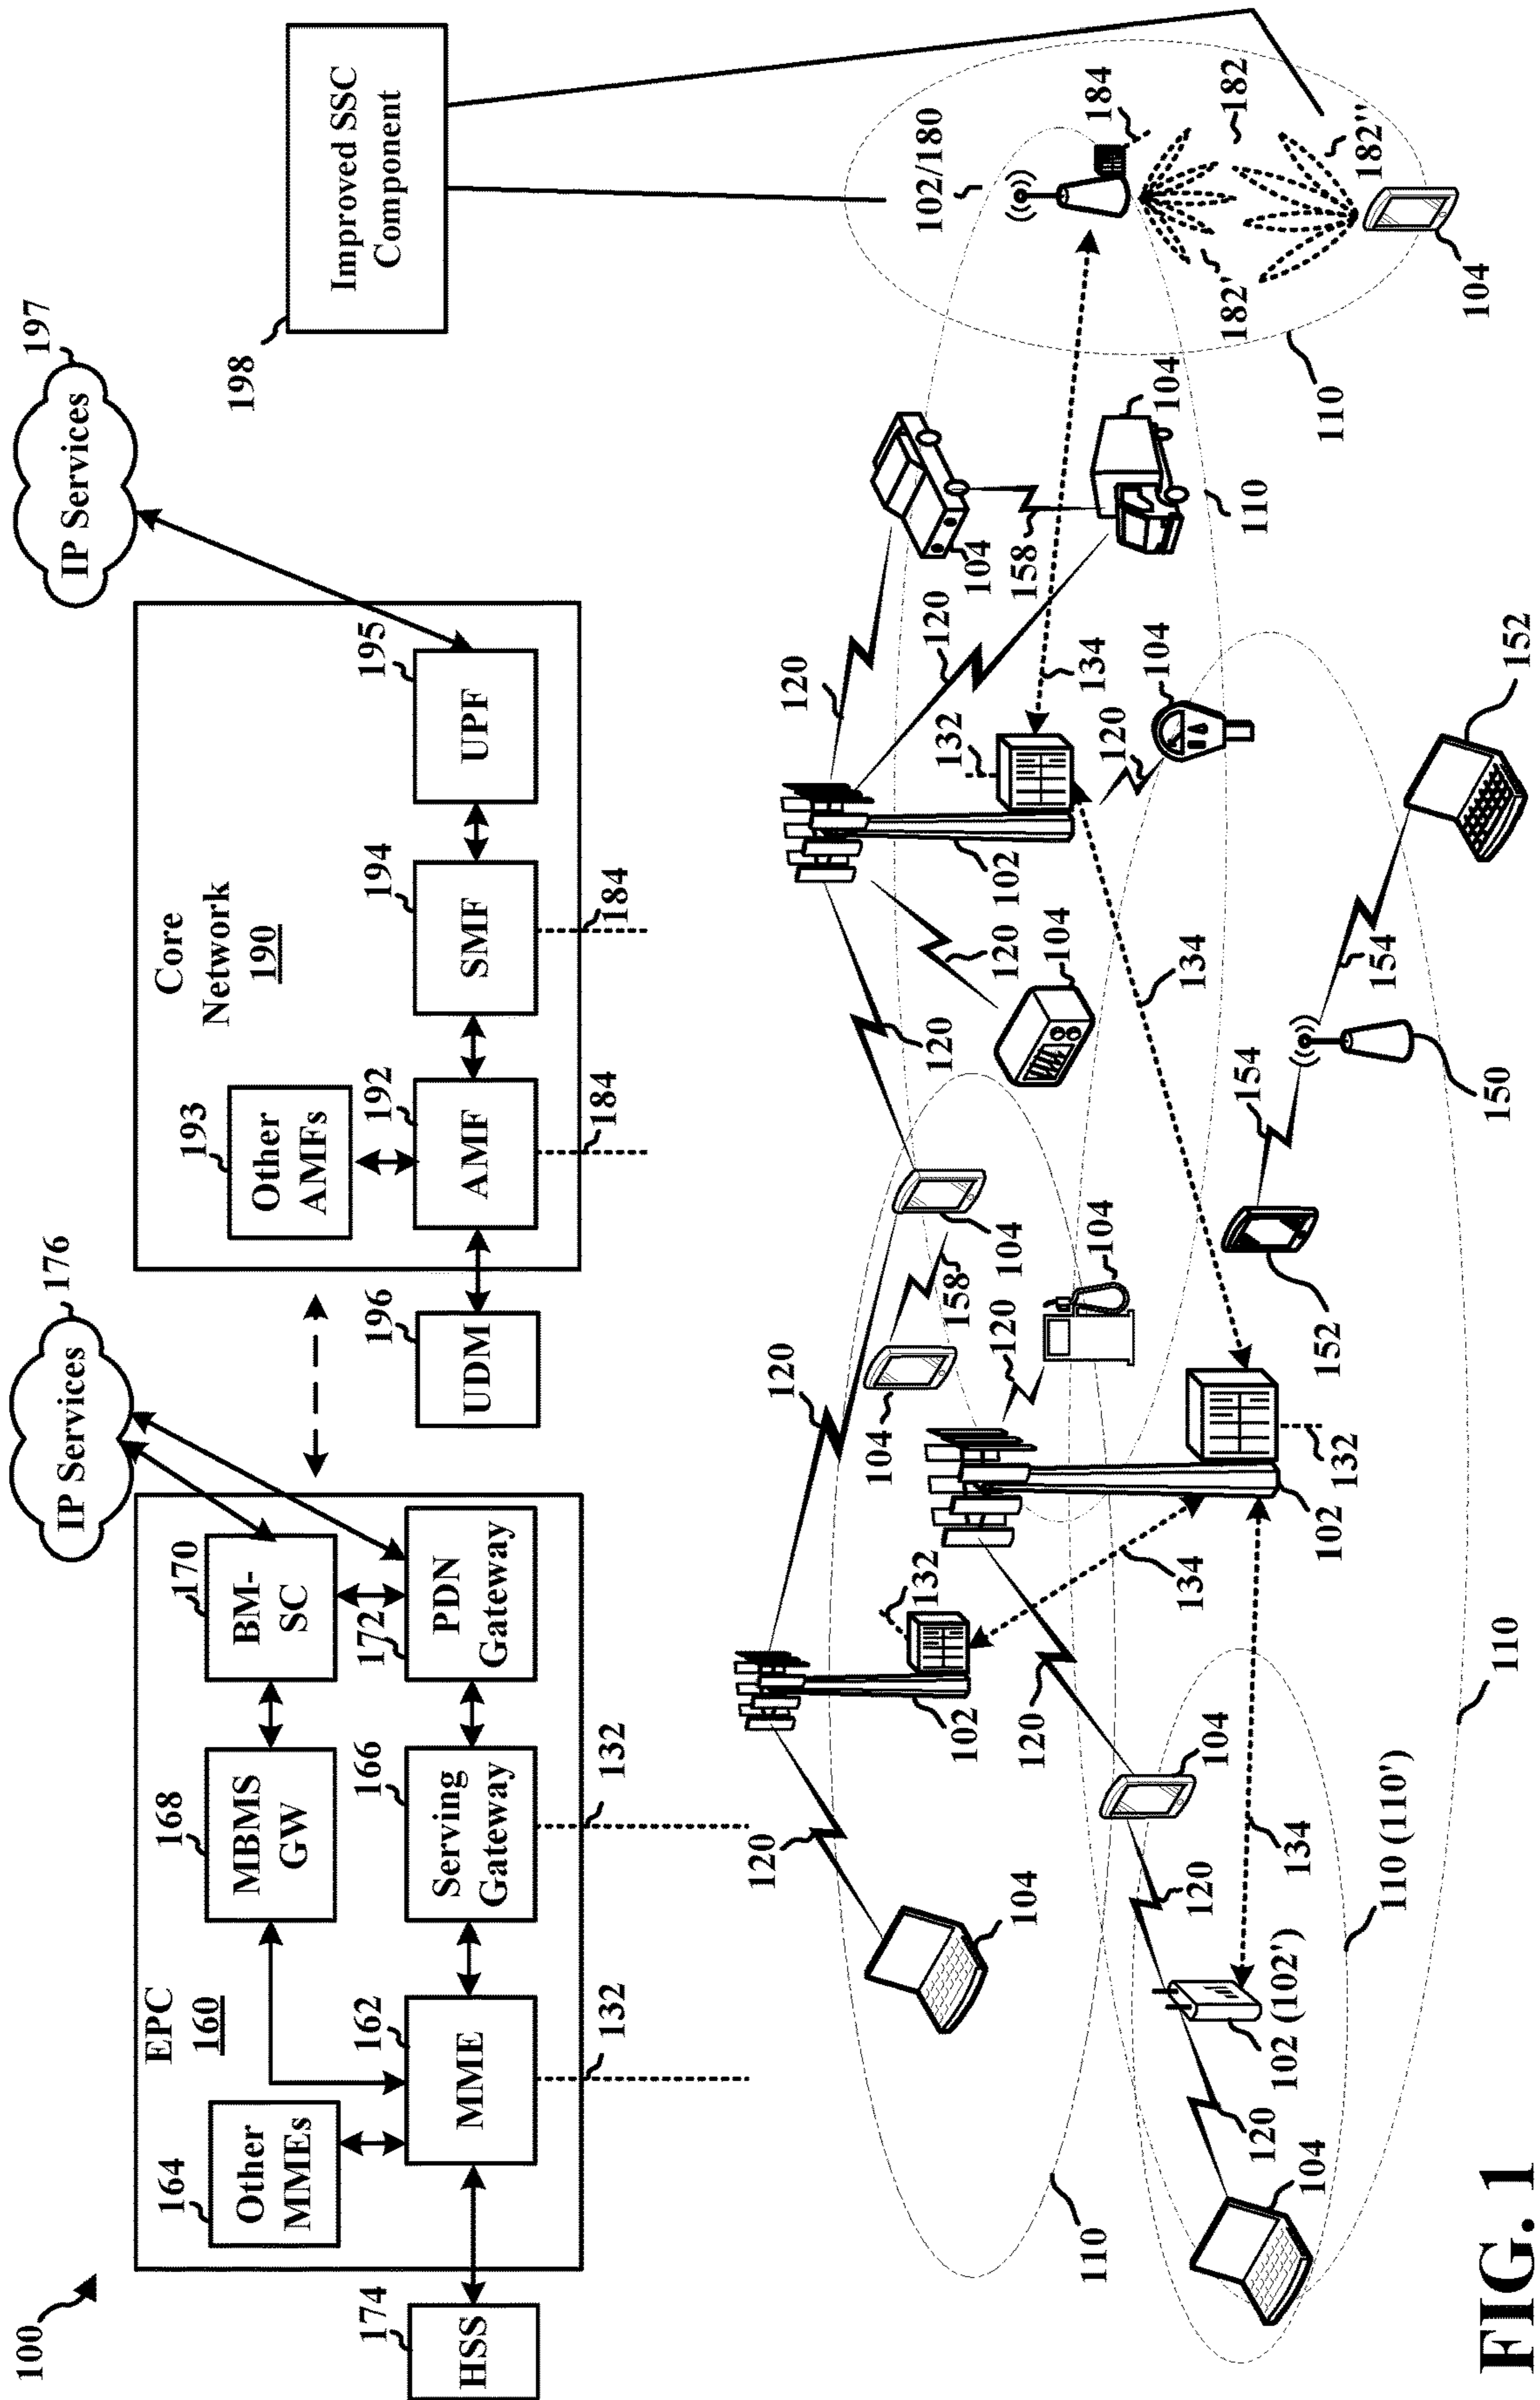 100
EPC
160
164
Other
MMEs
162
MME
132
168
MBMS
GW
170
BM-
SC
166
Serving
Gateway
132
172
PDN
Gateway
174
HSS
176
IP Services
Core
Network
190
193
Other
AMFs
192
AMF
184
194
SMF
184
195
UPF
196
UDM
197
IP Services
198
Improved SSC
Component
120
120
120
120
102/180
184
182
182'
182''
104
104
104
158
110
110
132
134
102
104
120
120
104
120
104
158
104
120
104
132
102
134
120
134
132
102
104
104
120
120
134
102 (102')
120
104
110
110 (110')
110
154
154
152
152
150
FIG. 1